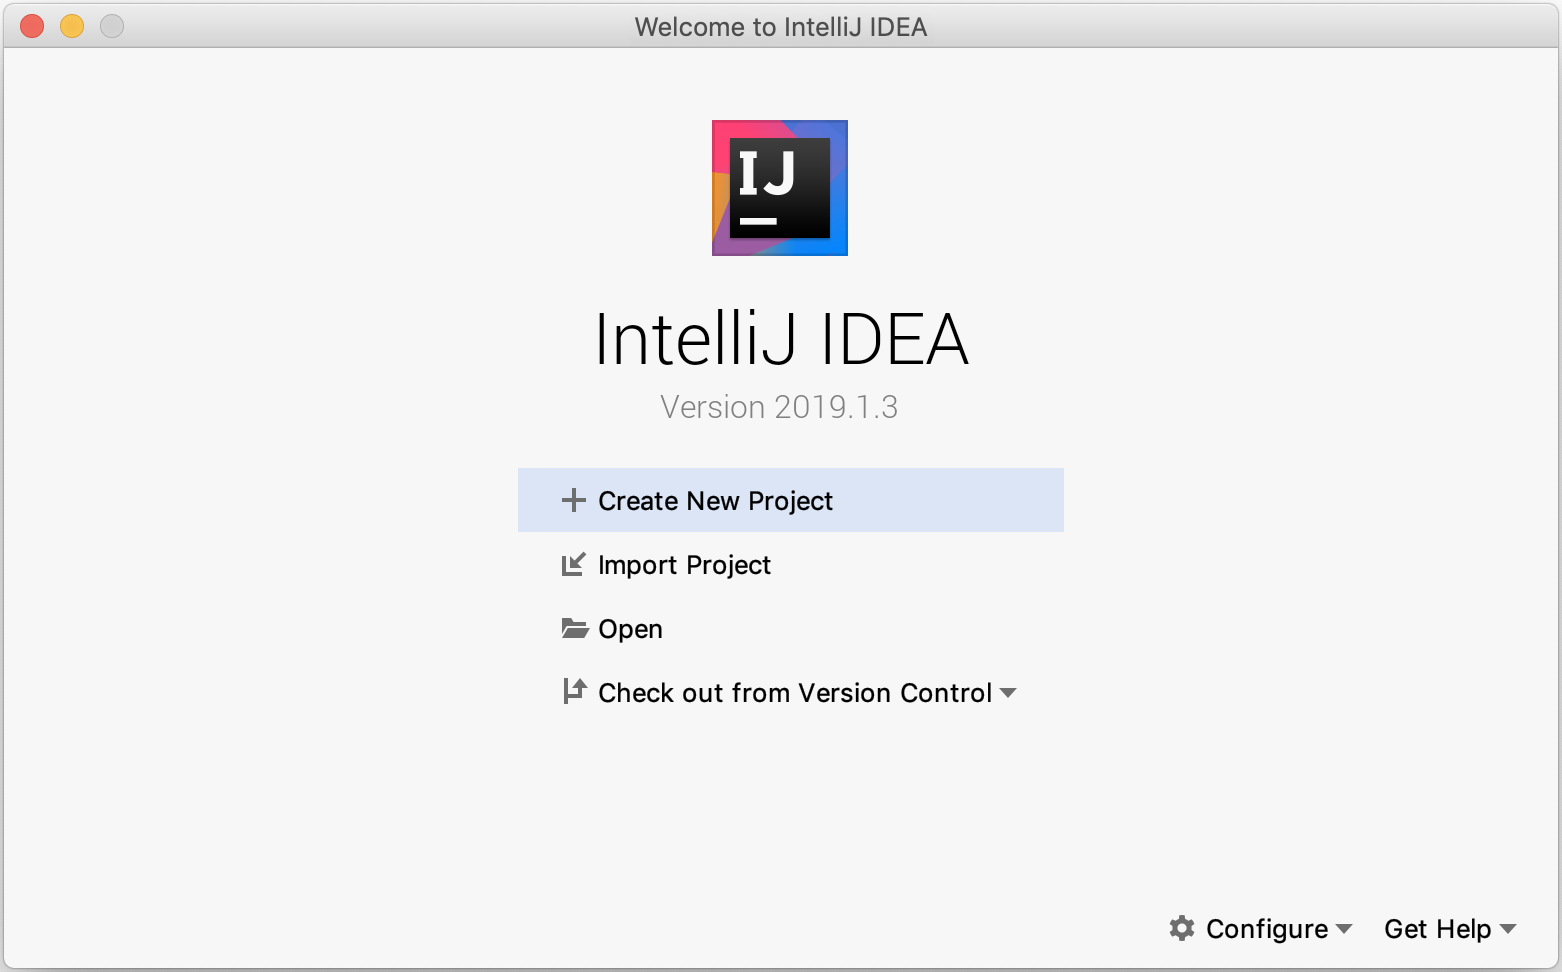 Welcome to IntelliJ IDEA
IJ
IntelliJ IDEA
Version 2019.1.3
Create New Project
Import Project
Open
Check out from Version Control
Configure Get Help